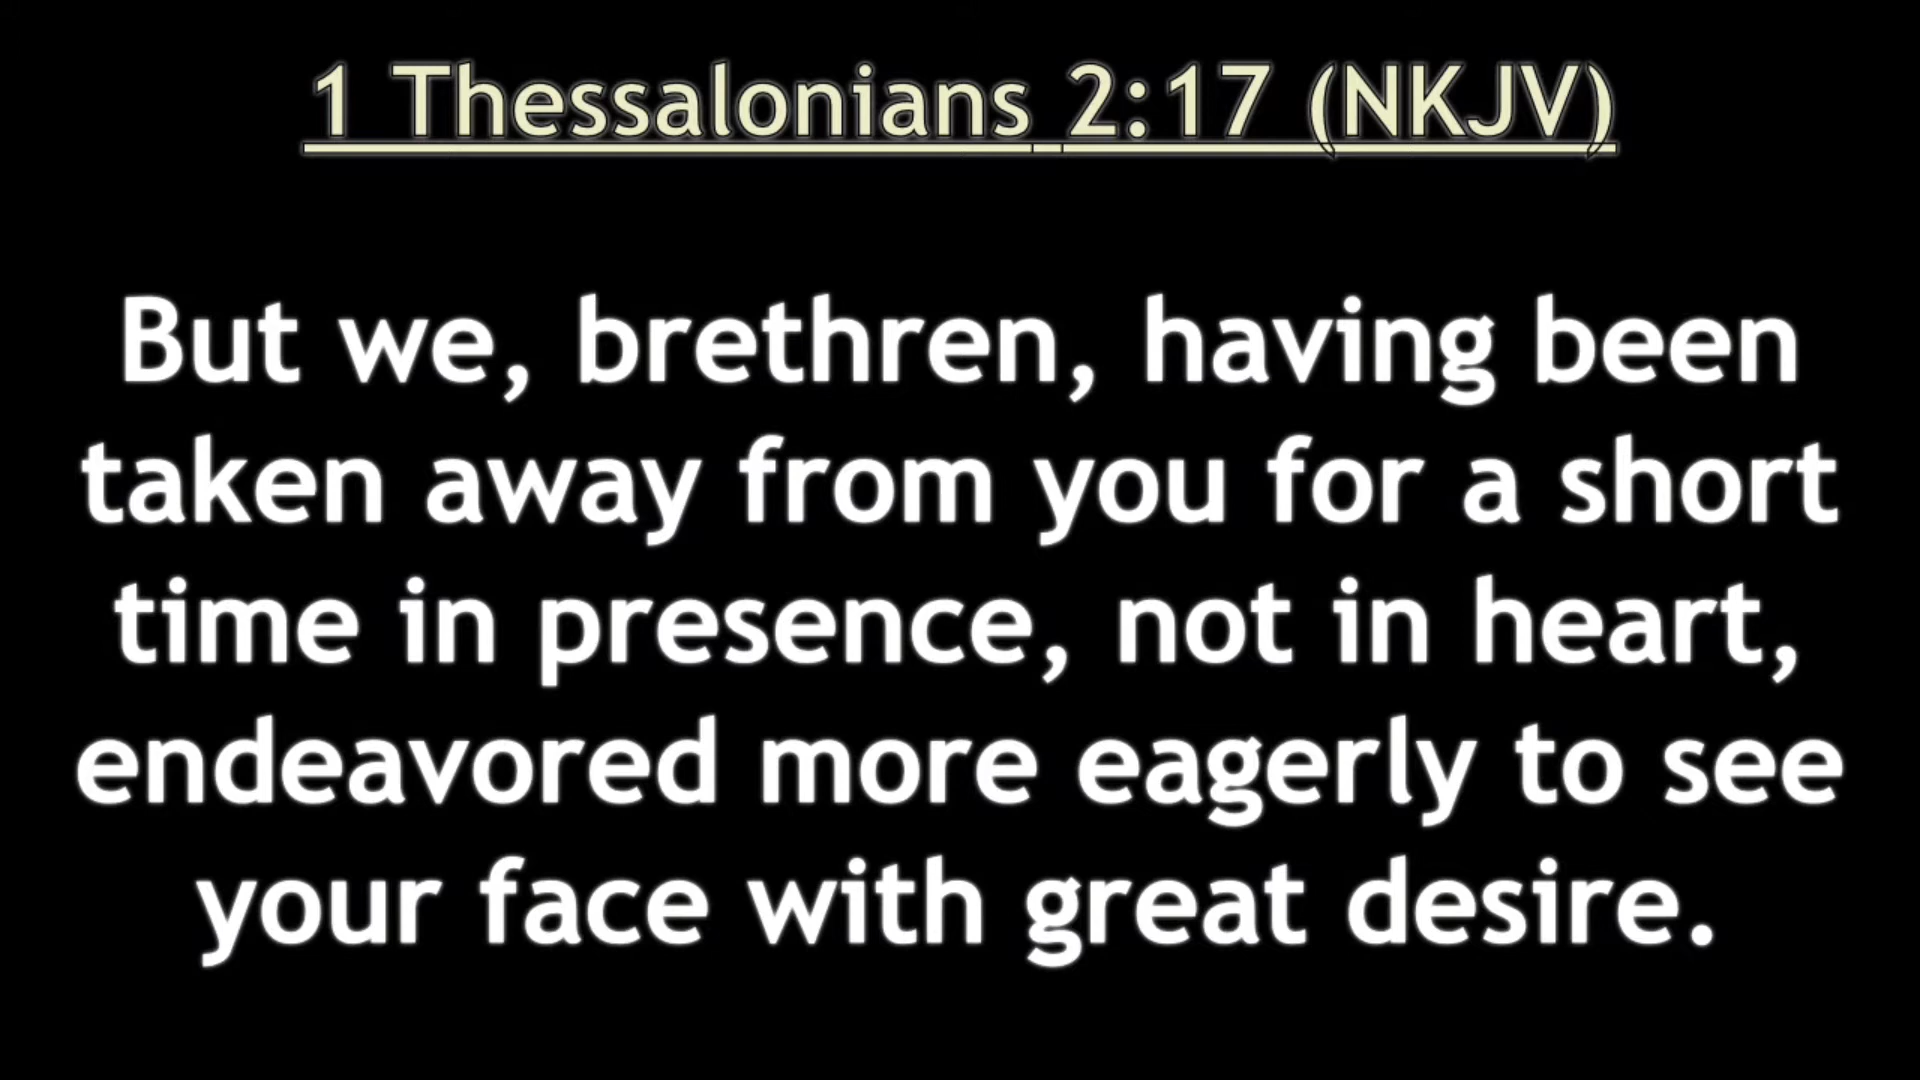 1 Thessalonians 2:17 (NKJV)
But we, brethren, having been
taken away from you for a short
time in presence, not in heart,
endeavored more eagerly to see
your face with great desire.